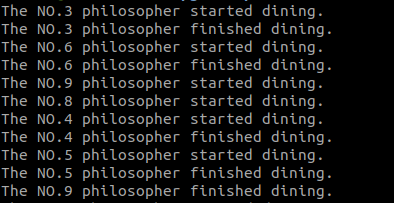 The NO.3 philosopher started dining.
The NO.3 philosopher finished dining.
The NO.6 philosopher started dining.
The NO.6 philosopher finished dining.
The NO.9 philosopher started dining.
The NO.8 philosopher started dining.
The NO.4 philosopher started dining.
The NO.4 philosopher finished dining.
The NO.5 philosopher started dining.
The NO.5 philosopher finished dining.
The NO.9 philosopher finished dining.